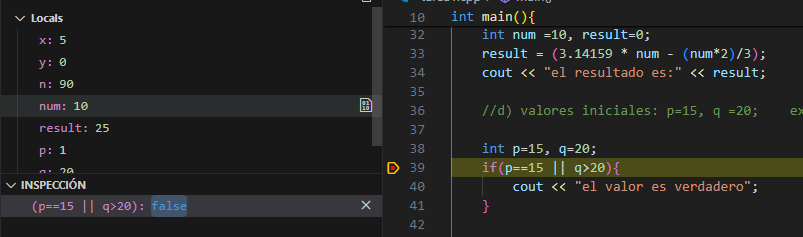 Locals
x: 5
y: 0
n: 90
num: 10
result: 25
p: 1
q: 20
INSPECCIÓN
(p==15 || q>20): false
10 int main(){
32 int num =10, result=0;
33 result = (3.14159 * num - (num*2)/3);
34 cout << "el resultado es:" << result;
35
36 //d) valores iniciales: p=15, q =20; ex
37
38 int p=15, q=20;
39 if(p==15 || q>20){
40 cout << "el valor es verdadero";
41 }
42